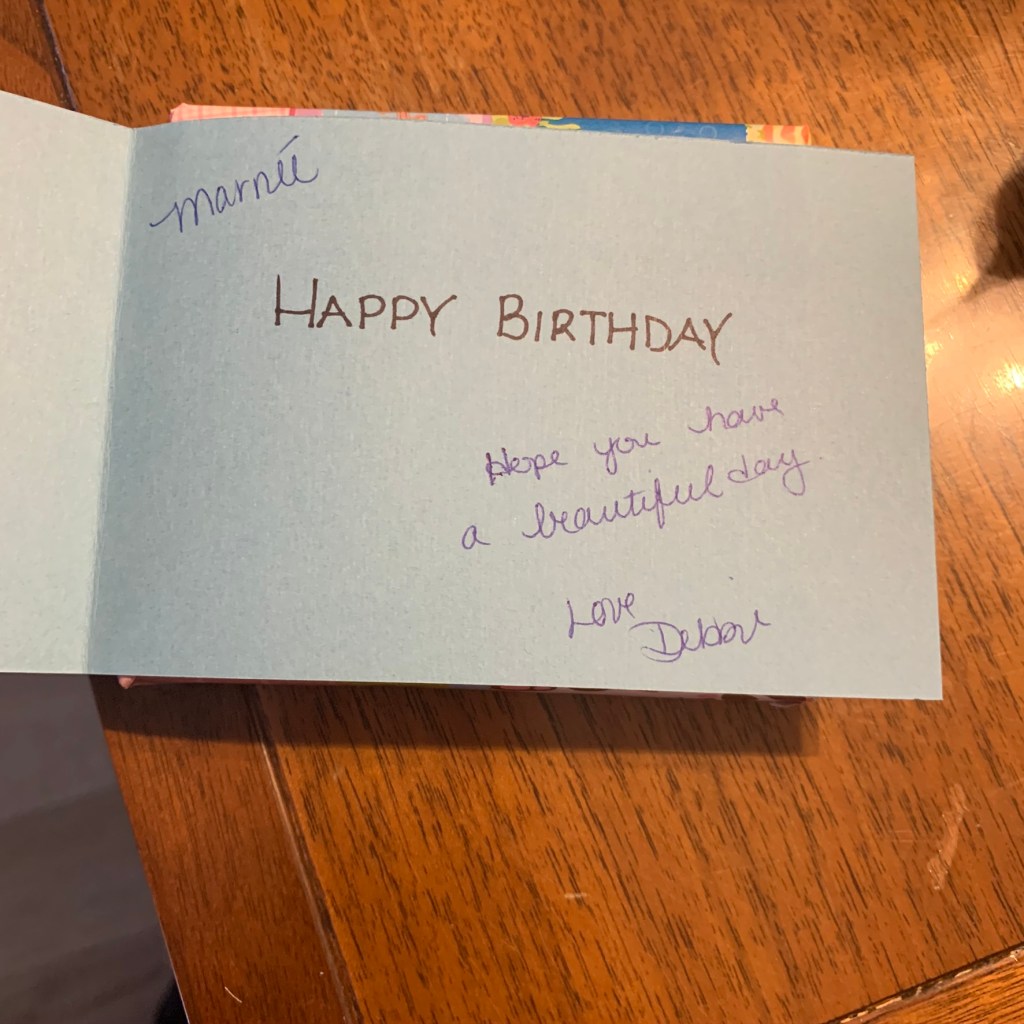 Marnée
HAPPY BIRTHDAY
Hope you have
a beautiful day.
Love
Debbie